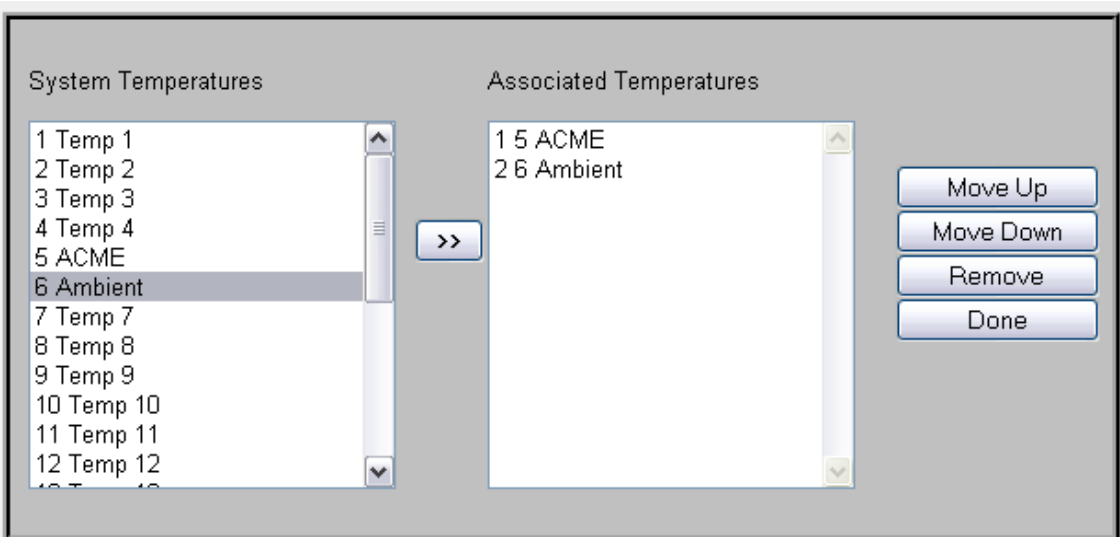 System Temperatures
1 Temp 1
2 Temp 2
3 Temp 3
4 Temp 4
5 ACME
6 Ambient
7 Temp 7
8 Temp 8
9 Temp 9
10 Temp 10
11 Temp 11
12 Temp 12
>>
Associated Temperatures
1 5 ACME
2 6 Ambient
Move Up
Move Down
Remove
Done